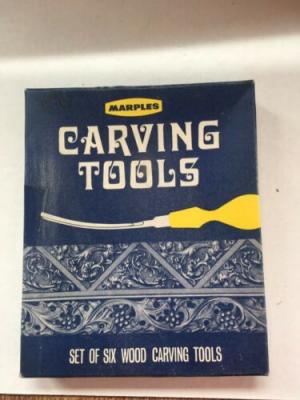 MARPLES
CARVING
TOOLS
SET OF SIX WOOD CARVING TOOLS